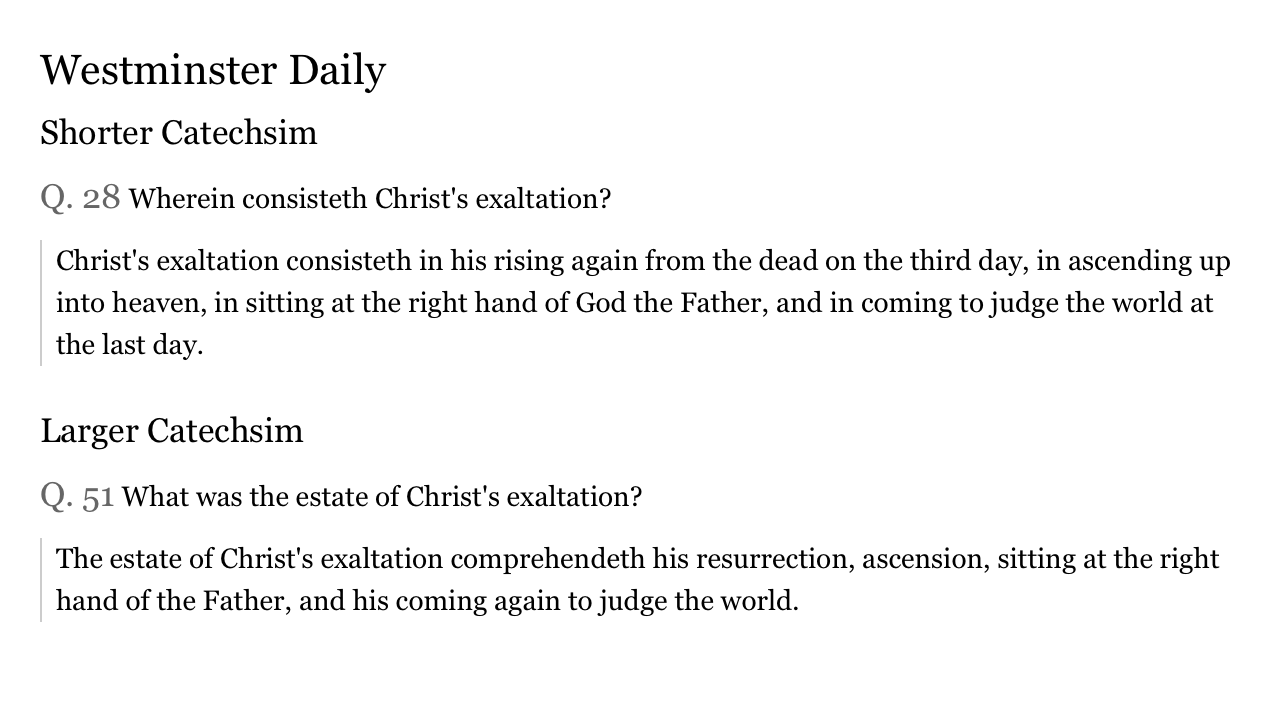 Westminster Daily
Shorter Catechsim
Q. 28 Wherein consisteth Christ's exaltation?
Christ's exaltation consisteth in his rising again from the dead on the third day, in ascending up
into heaven, in sitting at the right hand of God the Father, and in coming to judge the world at
the last day.
Larger Catechsim
Q. 51 What was the estate of Christ's exaltation?
The estate of Christ's exaltation comprehendeth his resurrection, ascension, sitting at the right
hand of the Father, and his coming again to judge the world.